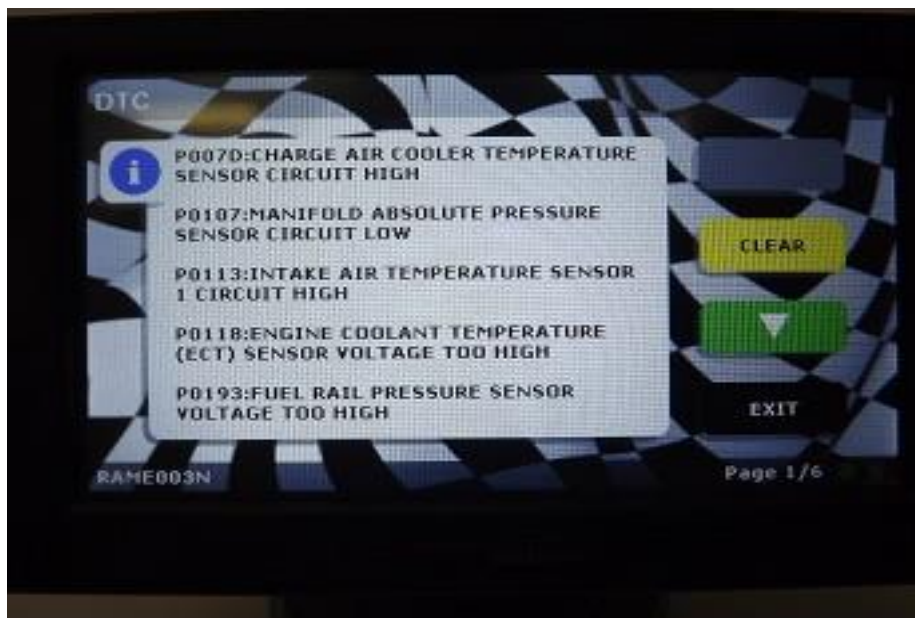 DTC
i
P007D:CHARGE AIR COOLER TEMPERATURE
SENSOR CIRCUIT HIGH
P0107:MANIFOLD ABSOLUTE PRESSURE
SENSOR CIRCUIT LOW
P0113:INTAKE AIR TEMPERATURE SENSOR
1 CIRCUIT HIGH
P0118:ENGINE COOLANT TEMPERATURE
(ECT) SENSOR VOLTAGE TOO HIGH
P0193:FUEL RAIL PRESSURE SENSOR
VOLTAGE TOO HIGH
CLEAR
EXIT
RAME003N
Page 1/6